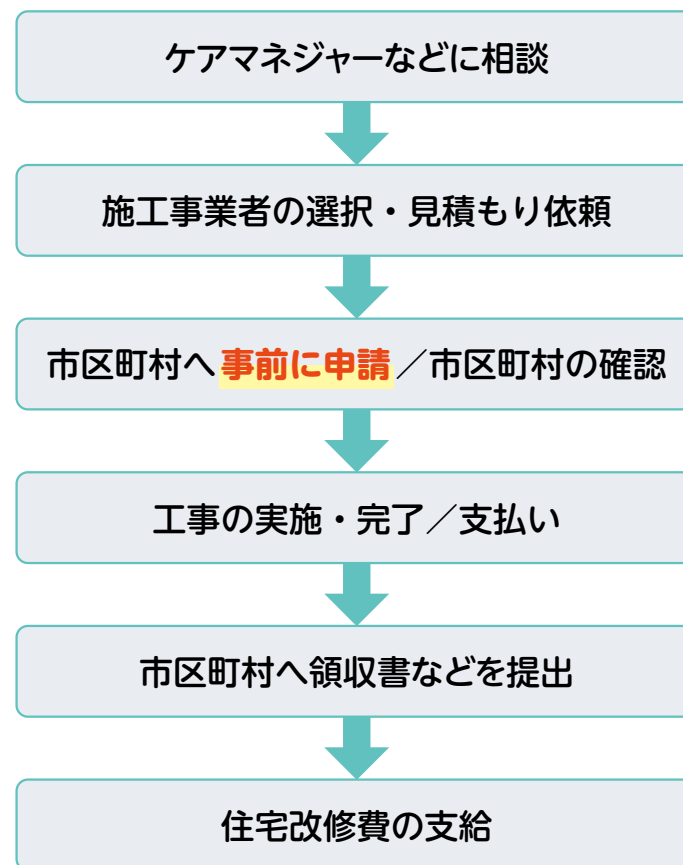 ケアマネジャーなどに相談
施工事業者の選択・見積もり依頼
市区町村へ事前に申請／市区町村の確認
工事の実施・完了／支払い
市区町村へ領収書などを提出
住宅改修費の支給